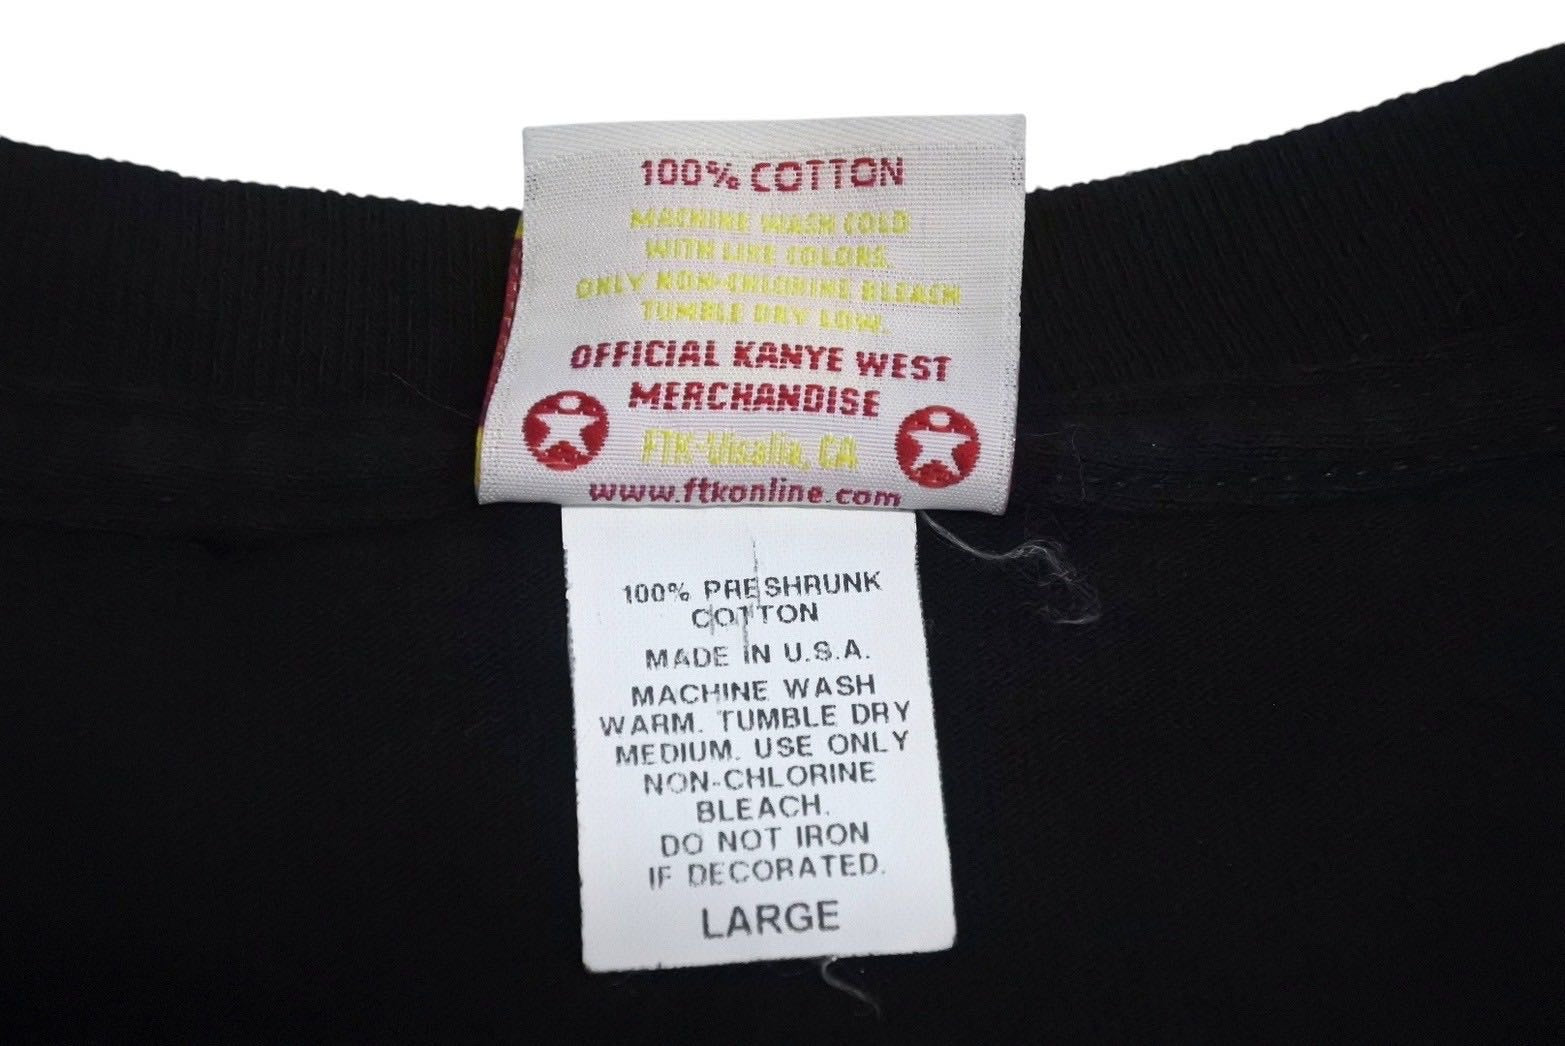 100% COTTON
MACHINE WASH COLD
WITH LIKE COLORS.
ONLY NON-CHLORINE BLEACH
TUMBLE DRY LOW.
OFFICIAL KANYE WEST
MERCHANDISE
FTK-Visalia, CA
www.ftkonline.com
100% PRESHRUNK
COTTON
MADE IN U.S.A.
MACHINE WASH
WARM. TUMBLE DRY
MEDIUM. USE ONLY
NON-CHLORINE
BLEACH.
DO NOT IRON
IF DECORATED.
LARGE